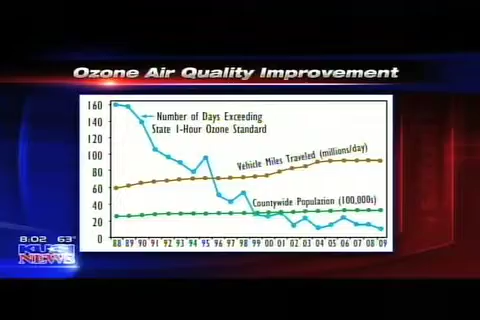 Ozone Air Quality Improvement
160
140
120
100
80
60
40
20
0
Number of Days Exceeding
State 1-Hour Ozone Standard
Vehicle Miles Traveled (millions/day)
Countywide Population (100,000s)
88 89 90 91 92 93 94 95 96 97 98 99 00 01 02 03 04 05 06 07 08 09
8:02 63°
KUSI
NEWS